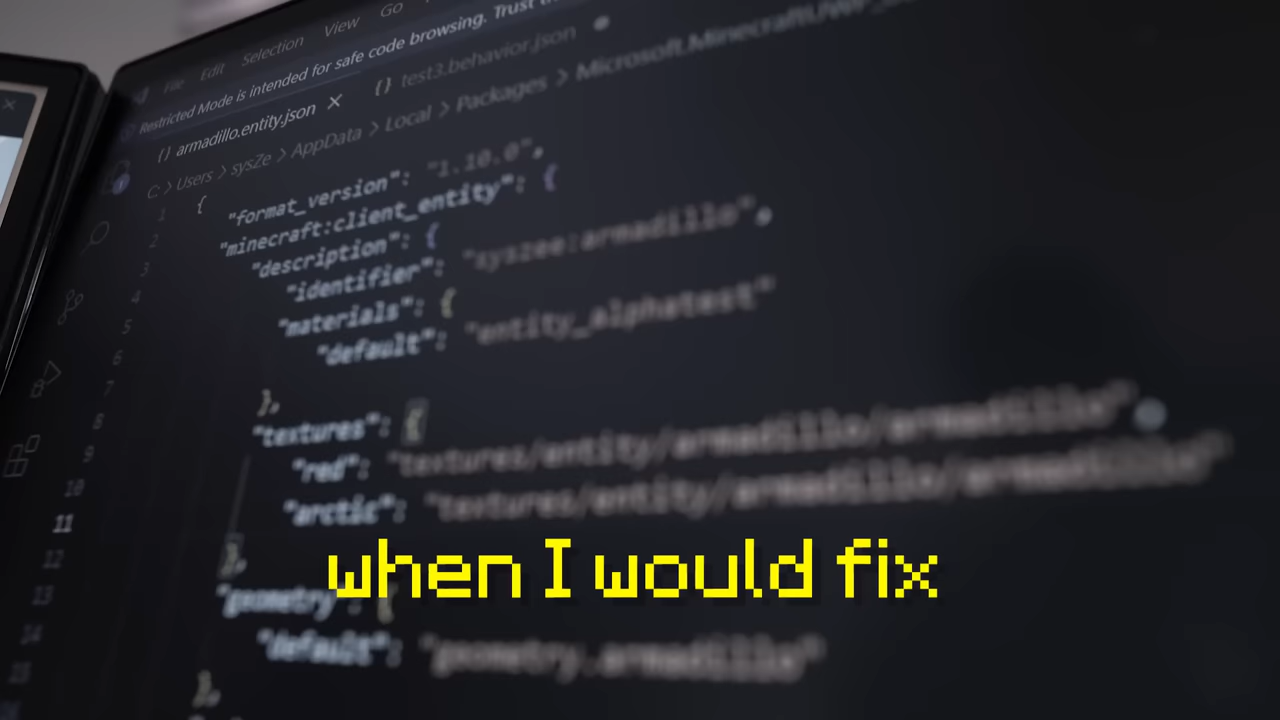 File Edit Selection View Go
Restricted Mode is intended for safe code browsing. Trust
{} armadillo.entity.json × {} test3.behavior.json ●
C: > Users > sysZe > AppData > Local > Packages > Microsoft.MinecraftUWP_
1 {
2 "format_version": "1.10.0",
3 "minecraft:client_entity": {
4 "description": {
5 "identifier": "syszee:armadillo",
6 "materials": {
7 "default": "entity_alphatest"
8 },
9 "textures": {
10 "red": "textures/entity/armadillo/armadillo",
11 "arctic": "textures/entity/armadillo/armadillo"
12 },
13 "geometry": {
14 "default": "geometry.armadillo"
15 },
when I would fix